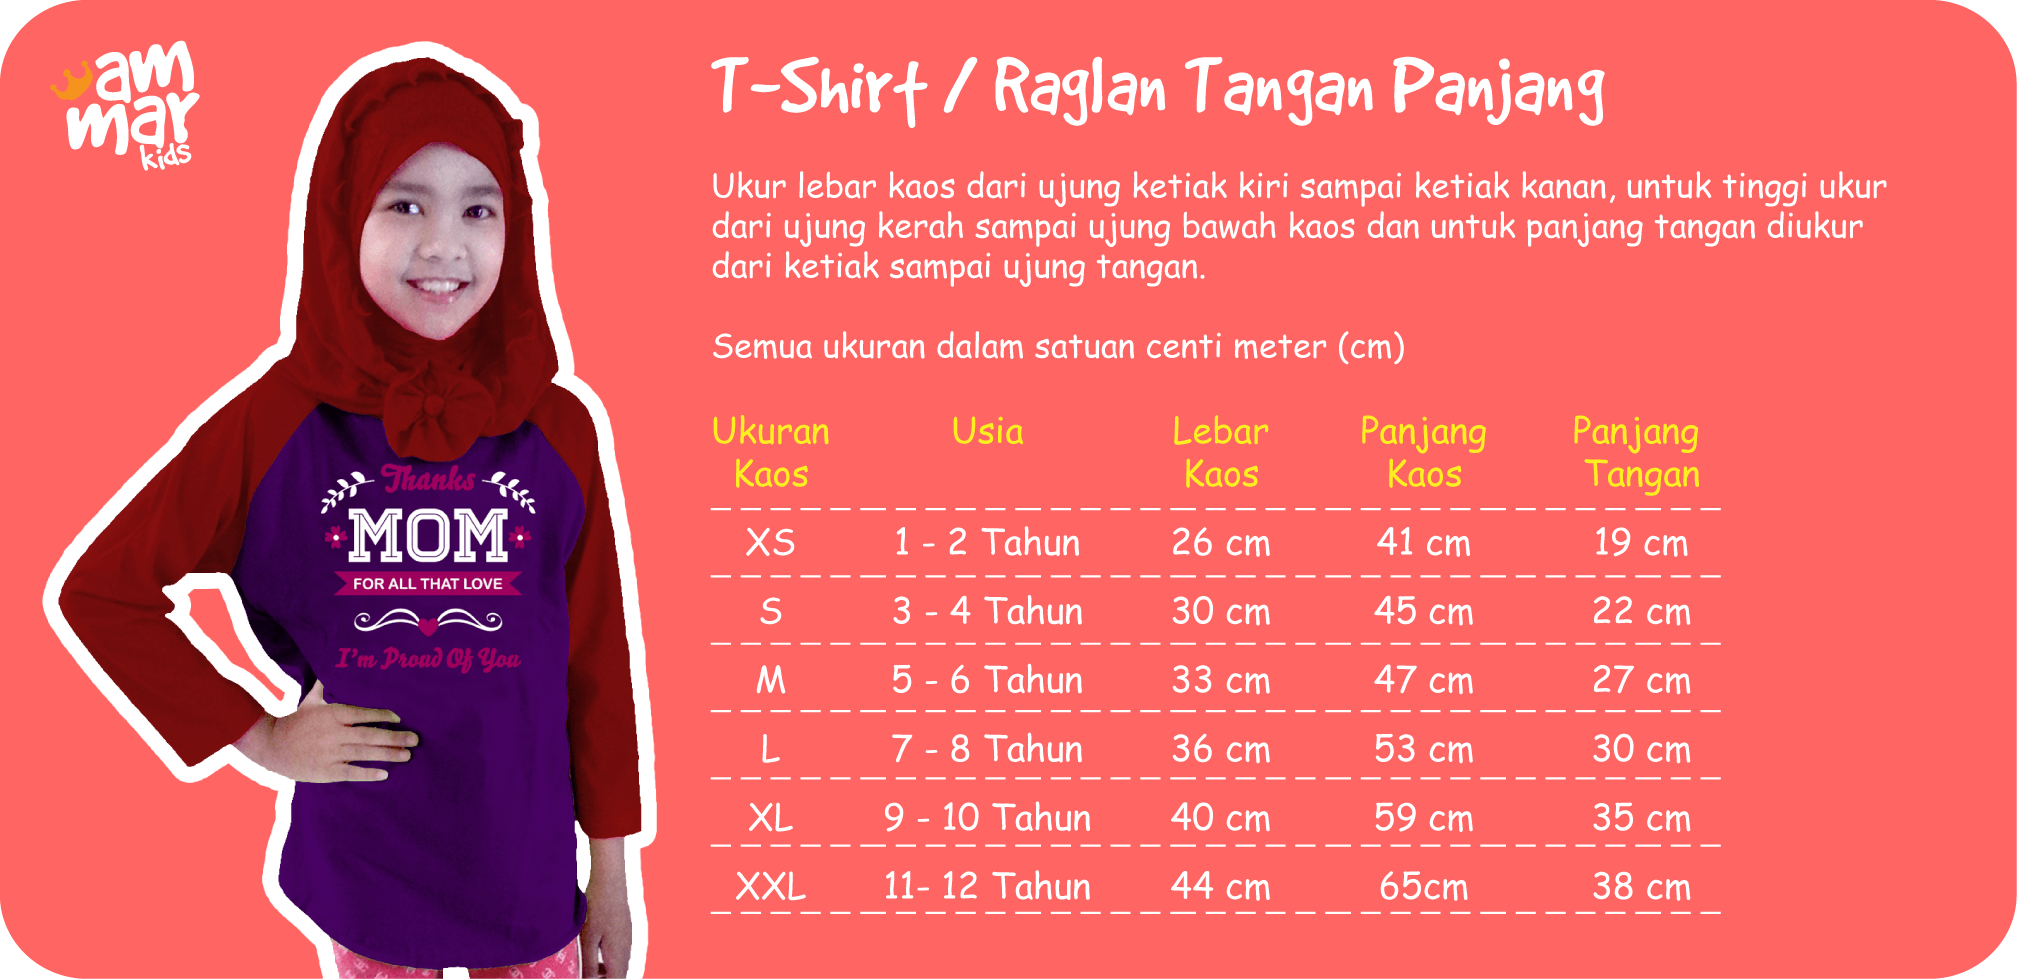 am
mar
kids
T-Shirt / Raglan Tangan Panjang
Ukur lebar kaos dari ujung ketiak kiri sampai ketiak kanan, untuk tinggi ukur
dari ujung kerah sampai ujung bawah kaos dan untuk panjang tangan diukur
dari ketiak sampai ujung tangan.
Semua ukuran dalam satuan centi meter (cm)
Ukuran Usia Lebar Panjang Panjang
Kaos Kaos Kaos Tangan
XS 1 - 2 Tahun 26 cm 41 cm 19 cm
S 3 - 4 Tahun 30 cm 45 cm 22 cm
M 5 - 6 Tahun 33 cm 47 cm 27 cm
L 7 - 8 Tahun 36 cm 53 cm 30 cm
XL 9 - 10 Tahun 40 cm 59 cm 35 cm
XXL 11- 12 Tahun 44 cm 65cm 38 cm
Thanks
MOM
FOR ALL THAT LOVE
I'm Proud Of You